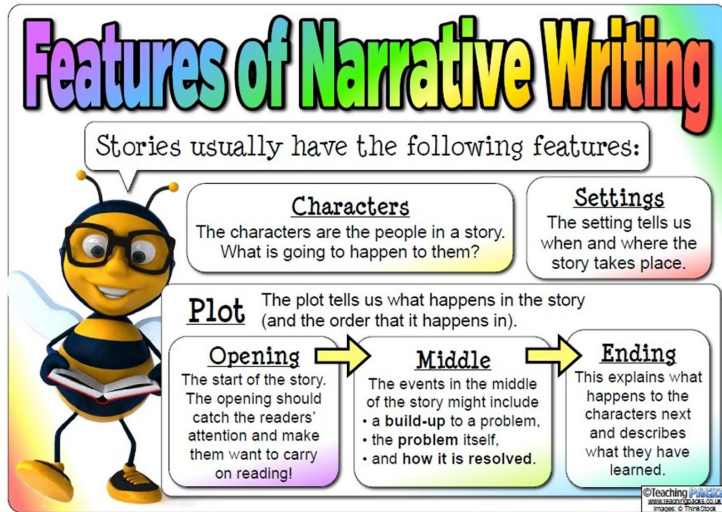 Features of Narrative Writing
Stories usually have the following features:
Characters
The characters are the people in a story.
What is going to happen to them?
Settings
The setting tells us
when and where the
story takes place.
Plot
The plot tells us what happens in the story
(and the order that it happens in).
Opening
The start of the story.
The opening should
catch the readers’
attention and make
them want to carry
on reading!
Middle
The events in the middle
of the story might include
• a build-up to a problem,
• the problem itself,
• and how it is resolved.
Ending
This explains what
happens to the
characters next
and describes
what they have
learned.
©Teaching PACKS
www.teachingpacks.co.uk
Images: © ThinkStock